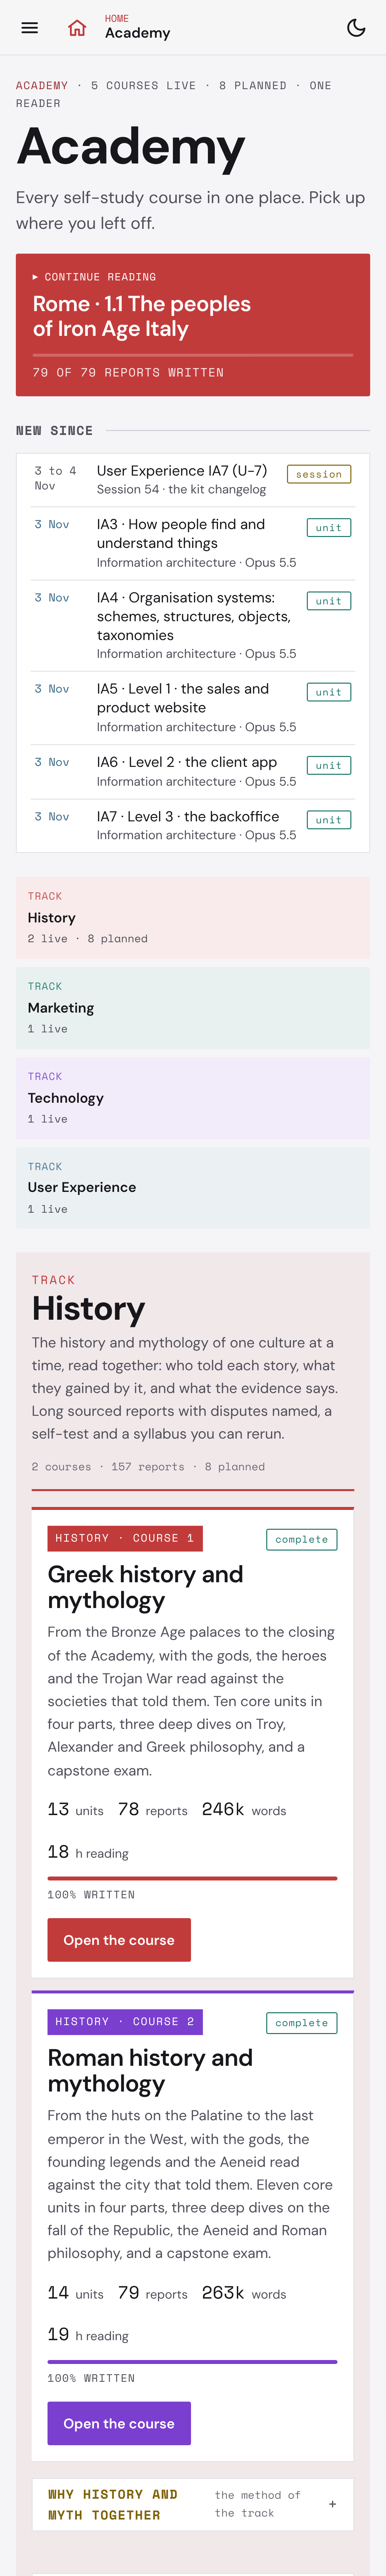 HOME
Academy
ACADEMY · 5 COURSES LIVE · 8 PLANNED · ONE
READER
Academy
Every self-study course in one place. Pick up
where you left off.
▶ CONTINUE READING
Rome · 1.1 The peoples
of Iron Age Italy
79 OF 79 REPORTS WRITTEN
NEW SINCE
3 to 4
Nov
User Experience IA7 (U-7)
session
Session 54 · the kit changelog
3 Nov
IA3 · How people find and
understand things
unit
Information architecture · Opus 5.5
3 Nov
IA4 · Organisation systems:
schemes, structures, objects,
taxonomies
unit
Information architecture · Opus 5.5
3 Nov
IA5 · Level 1 · the sales and
product website
unit
Information architecture · Opus 5.5
3 Nov
IA6 · Level 2 · the client app
unit
Information architecture · Opus 5.5
3 Nov
IA7 · Level 3 · the backoffice
unit
Information architecture · Opus 5.5
TRACK
History
2 live · 8 planned
TRACK
Marketing
1 live
TRACK
Technology
1 live
TRACK
User Experience
1 live
TRACK
History
The history and mythology of one culture at a
time, read together: who told each story, what
they gained by it, and what the evidence says.
Long sourced reports with disputes named, a
self-test and a syllabus you can rerun.
2 courses · 157 reports · 8 planned
HISTORY · COURSE 1
complete
Greek history and
mythology
From the Bronze Age palaces to the closing
of the Academy, with the gods, the heroes
and the Trojan War read against the
societies that told them. Ten core units in
four parts, three deep dives on Troy,
Alexander and Greek philosophy, and a
capstone exam.
13 units 78 reports 246k words
18 h reading
100% WRITTEN
Open the course
HISTORY · COURSE 2
complete
Roman history and
mythology
From the huts on the Palatine to the last
emperor in the West, with the gods, the
founding legends and the Aeneid read
against the city that told them. Eleven core
units in four parts, three deep dives on the
fall of the Republic, the Aeneid and Roman
philosophy, and a capstone exam.
14 units 79 reports 263k words
19 h reading
100% WRITTEN
Open the course
WHY HISTORY AND
MYTH TOGETHER
the method of
the track
+